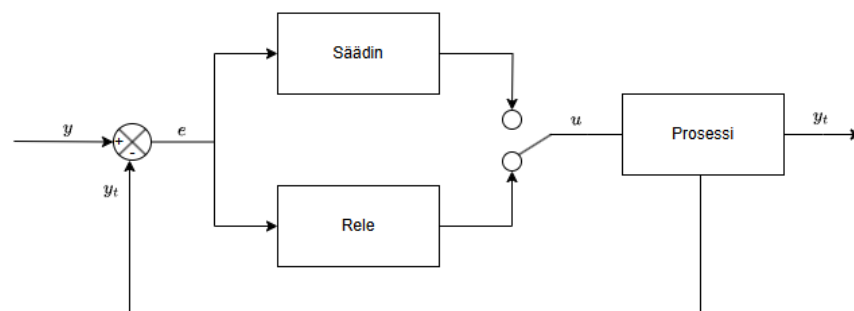 Säädin
y
+
-
e
u
Prosessi
y_t
y_t
Rele